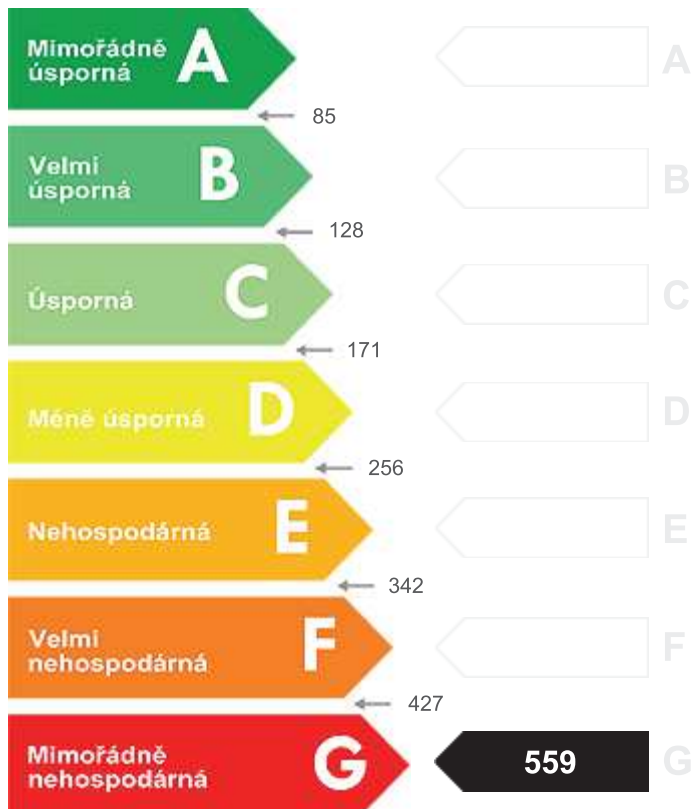 Mimořádně
úsporná
A
A
85
Velmi
úsporná
B
B
128
Úsporná
C
C
171
Méně úsporná
D
D
256
Nehospodárná
E
E
342
Velmi
nehospodárná
F
F
427
Mimořádně
nehospodárná
G
559
G